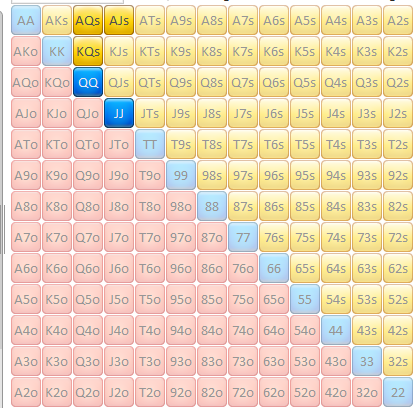 AA AKs AQs AJs ATs A9s A8s A7s A6s A5s A4s A3s A2s
AKo KK KQs KJs KTs K9s K8s K7s K6s K5s K4s K3s K2s
AQo KQo QQ QJs QTs Q9s Q8s Q7s Q6s Q5s Q4s Q3s Q2s
AJo KJo QJo JJ JTs J9s J8s J7s J6s J5s J4s J3s J2s
ATo KTo QTo JTo TT T9s T8s T7s T6s T5s T4s T3s T2s
A9o K9o Q9o J9o T9o 99 98s 97s 96s 95s 94s 93s 92s
A8o K8o Q8o J8o T8o 98o 88 87s 86s 85s 84s 83s 82s
A7o K7o Q7o J7o T7o 97o 87o 77 76s 75s 74s 73s 72s
A6o K6o Q6o J6o T6o 96o 86o 76o 66 65s 64s 63s 62s
A5o K5o Q5o J5o T5o 95o 85o 75o 65o 55 54s 53s 52s
A4o K4o Q4o J4o T4o 94o 84o 74o 64o 54o 44 43s 42s
A3o K3o Q3o J3o T3o 93o 83o 73o 63o 53o 43o 33 32s
A2o K2o Q2o J2o T2o 92o 82o 72o 62o 52o 42o 32o 22